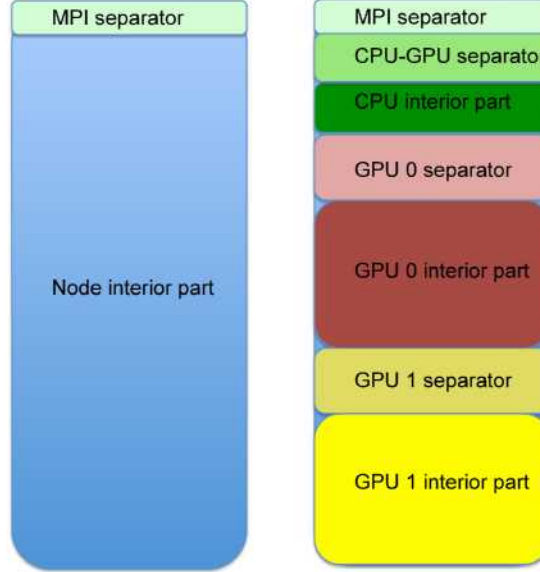 MPI separator
Node interior part
MPI separator
CPU-GPU separato
CPU interior part
GPU 0 separator
GPU 0 interior part
GPU 1 separator
GPU 1 interior part